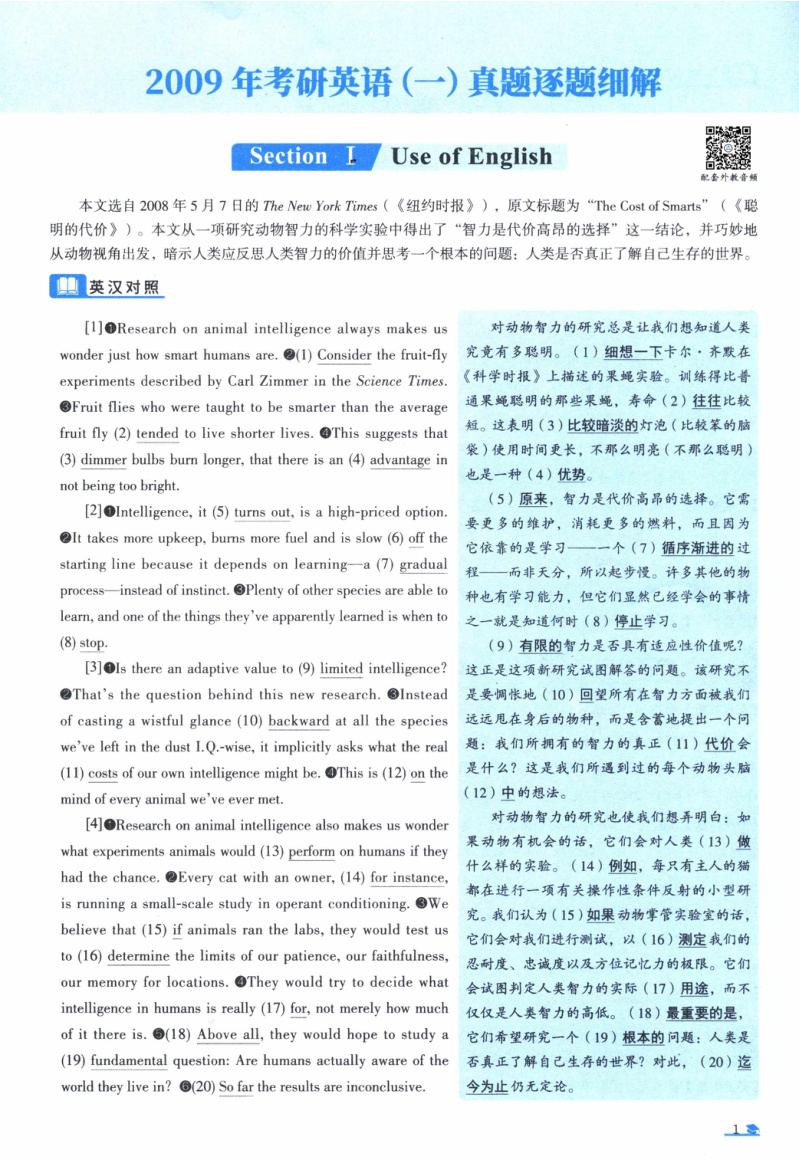 2009 年考研英语(一)真题逐题细解
Section Ⅰ Use of English
配套外教音频
本文选自 2008 年 5 月 7 日的 The New York Times（《纽约时报》），原文标题为 “The Cost of Smarts”（《聪
明的代价》）。本文从一项研究动物智力的科学实验中得出了“智力是代价高昂的选择”这一结论，并巧妙地
从动物视角出发，暗示人类应反思人类智力的价值并思考一个根本的问题：人类是否真正了解自己生存的世界。
英汉对照
[1]❶Research on animal intelligence always makes us
wonder just how smart humans are. ❷(1) Consider the fruit-fly
experiments described by Carl Zimmer in the Science Times.
❸Fruit flies who were taught to be smarter than the average
fruit fly (2) tended to live shorter lives. ❹This suggests that
(3) dimmer bulbs burn longer, that there is an (4) advantage in
not being too bright.
[2]❶Intelligence, it (5) turns out, is a high-priced option.
❷It takes more upkeep, burns more fuel and is slow (6) off the
starting line because it depends on learning—a (7) gradual
process—instead of instinct. ❸Plenty of other species are able to
learn, and one of the things they’ve apparently learned is when to
(8) stop.
[3]❶Is there an adaptive value to (9) limited intelligence?
❷That’s the question behind this new research. ❸Instead
of casting a wistful glance (10) backward at all the species
we’ve left in the dust I.Q.-wise, it implicitly asks what the real
(11) costs of our own intelligence might be. ❹This is (12) on the
mind of every animal we’ve ever met.
[4]❶Research on animal intelligence also makes us wonder
what experiments animals would (13) perform on humans if they
had the chance. ❷Every cat with an owner, (14) for instance,
is running a small-scale study in operant conditioning. ❸We
believe that (15) if animals ran the labs, they would test us
to (16) determine the limits of our patience, our faithfulness,
our memory for locations. ❹They would try to decide what
intelligence in humans is really (17) for, not merely how much
of it there is. ❺(18) Above all, they would hope to study a
(19) fundamental question: Are humans actually aware of the
world they live in? ❻(20) So far the results are inconclusive.
对动物智力的研究总是让我们想知道人类
究竟有多聪明。（1）细想一下卡尔·齐默在
《科学时报》上描述的果蝇实验。训练得比普
通果蝇聪明的那些果蝇，寿命（2）往往比较
短。这表明（3）比较暗淡的灯泡（比较笨的脑
袋）使用时间更长，不那么明亮（不那么聪明）
也是一种（4）优势。
（5）原来，智力是代价高昂的选择。它需
要更多的维护，消耗更多的燃料，而且因为
它依靠的是学习——一个（7）循序渐进的过
程——而非天分，所以起步慢。许多其他的物
种也有学习能力，但它们显然已经学会的事情
之一就是知道何时（8）停止学习。
（9）有限的智力是否具有适应性价值呢？
这正是这项新研究试图解答的问题。该研究不
是要惆怅地（10）回望所有在智力方面被我们
远远甩在身后的物种，而是含蓄地提出一个问
题：我们所拥有的智力的真正（11）代价会
是什么？这是我们所遇到过的每个动物头脑
（12）中的想法。
对动物智力的研究也使我们想弄明白：如
果动物有机会的话，它们会对人类（13）做
什么样的实验。（14）例如，每只有主人的猫
都在进行一项有关操作性条件反射的小型研
究。我们认为（15）如果动物掌管实验室的话，
它们会对我们进行测试，以（16）测定我们的
忍耐度、忠诚度以及方位记忆力的极限。它们
会试图判定人类智力的实际（17）用途，而不
仅仅是人类智力的高低。（18）最重要的是，
它们希望研究一个（19）根本的问题：人类是
否真正了解自己生存的世界？对此，（20）迄
今为止仍无定论。
1